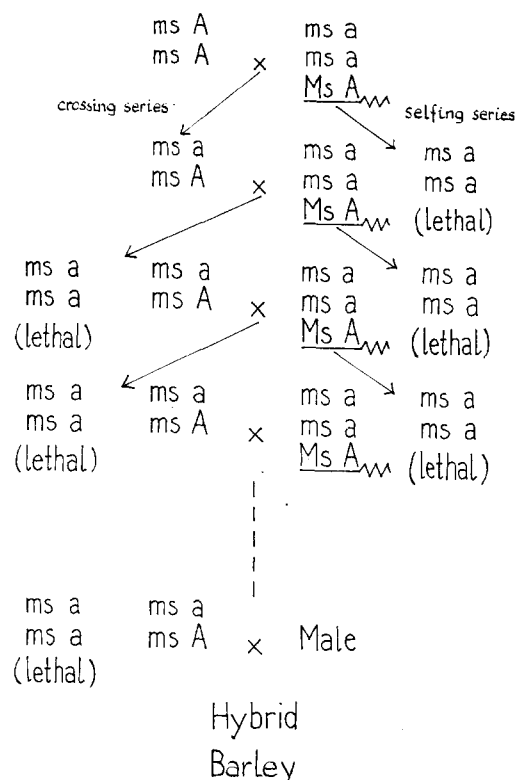 ms A ms a
ms A × ms a
Ms A
crossing series selfing series
ms a ms a ms a
ms A × ms a ms a
Ms A (lethal)
ms a ms a ms a ms a
ms a ms A × ms a ms a
(lethal) Ms A (lethal)
ms a ms a ms a ms a
ms a ms A × ms a ms a
(lethal) Ms A (lethal)
ms a ms a
ms a ms A × Male
(lethal)
Hybrid
Barley